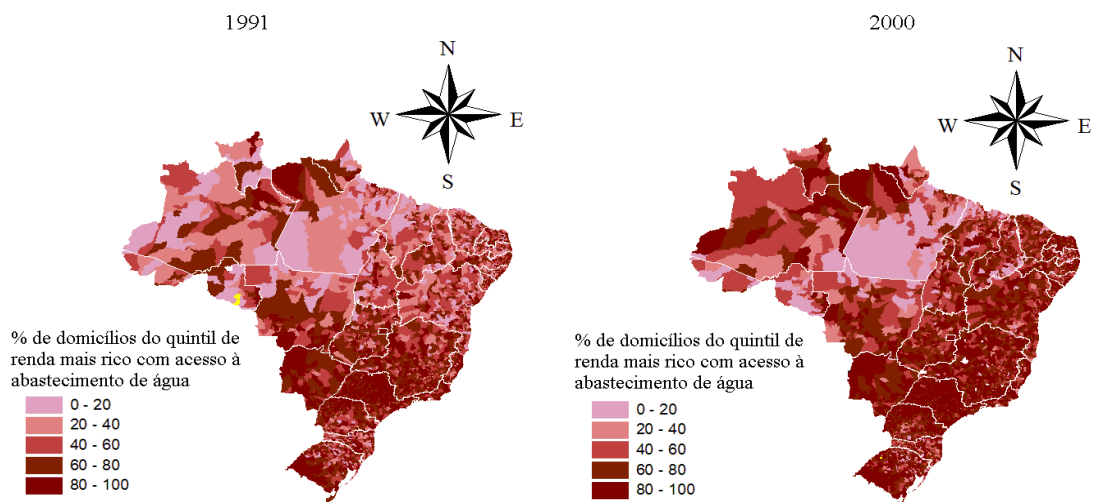 1991
N
W
E
S
% de domicílios do quintil de
renda mais rico com acesso à
abastecimento de água
0 - 20
20 - 40
40 - 60
60 - 80
80 - 100
2000
N
W
E
S
% de domicílios do quintil de
renda mais rico com acesso à
abastecimento de água
0 - 20
20 - 40
40 - 60
60 - 80
80 - 100